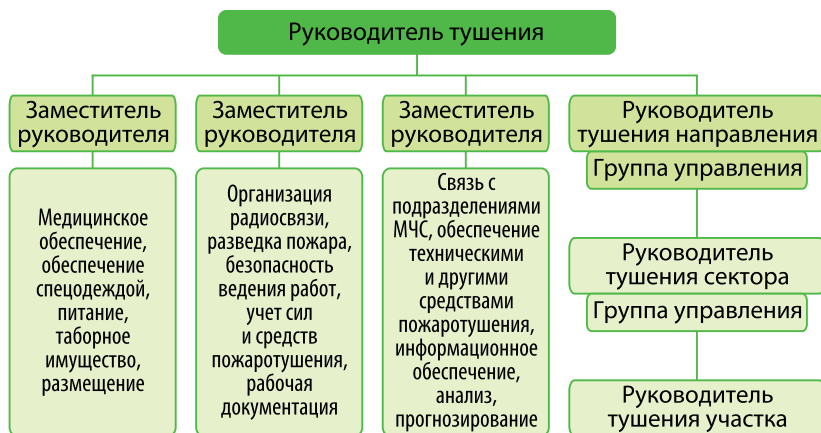 Руководитель тушения
Заместитель
руководителя
Медицинское
обеспечение,
обеспечение
спецодеждой,
питание,
таборное
имущество,
размещение
Заместитель
руководителя
Организация
радиосвязи,
разведка пожара,
безопасность
ведения работ,
учет сил
и средств
пожаротушения,
рабочая
документация
Заместитель
руководителя
Связь с
подразделениями
МЧС, обеспечение
техническими
и другими
средствами
пожаротушения,
информационное
обеспечение,
анализ,
прогнозирование
Руководитель
тушения направления
Группа управления
Руководитель
тушения сектора
Группа управления
Руководитель
тушения участка